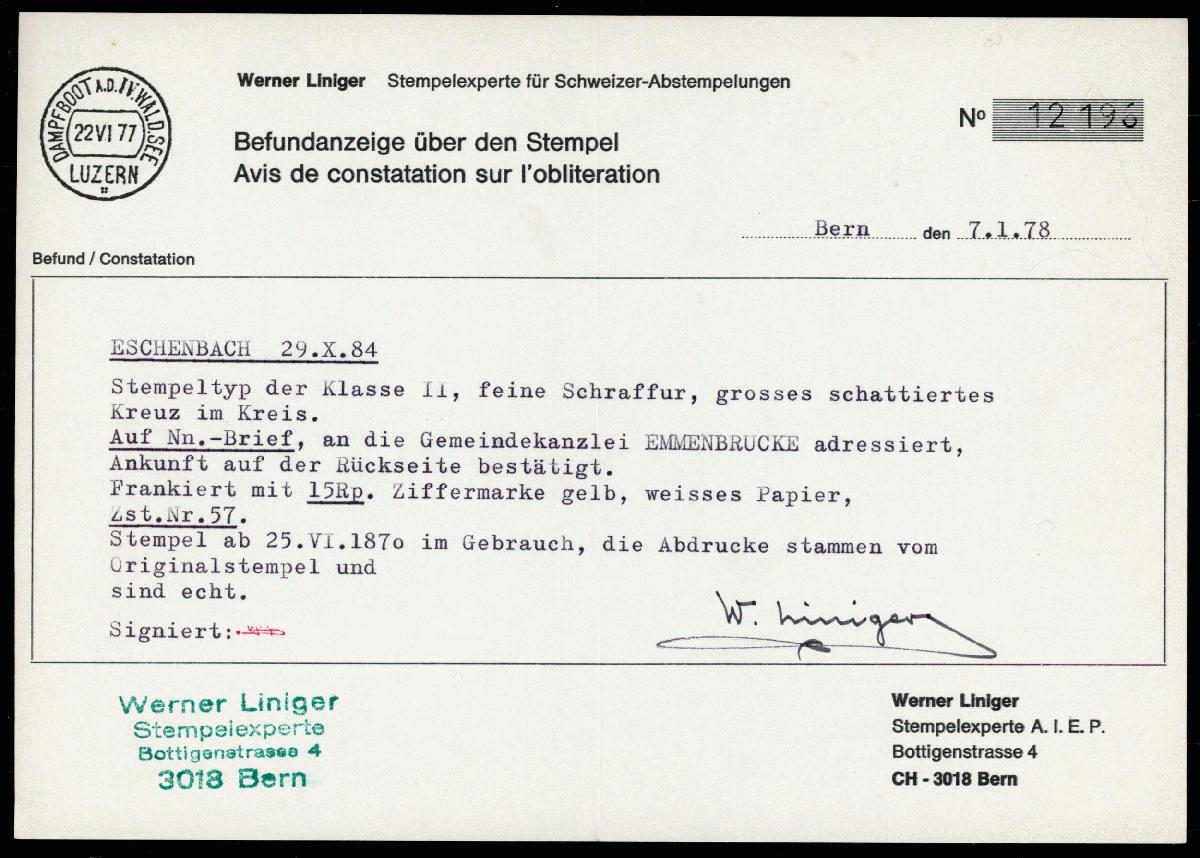 DAMPFBOOT A.D. IV. WALD. SEE
22 VI 77
LUZERN
Werner Liniger Stempelexperte für Schweizer-Abstempelungen
Befundanzeige über den Stempel
Avis de constatation sur l'obliteration
Nº 12 196
Bern den 7.1.78
Befund / Constatation
ESCHENBACH 29.X.84
Stempeltyp der Klasse II, feine Schraffur, grosses schattiertes
Kreuz im Kreis.
Auf Nn.-Brief, an die Gemeindekanzlei EMMENBRUCKE adressiert,
Ankunft auf der Rückseite bestätigt.
Frankiert mit 15Rp. Ziffermarke gelb, weisses Papier,
Zst.Nr.57.
Stempel ab 25.VI.187o im Gebrauch, die Abdrucke stammen vom
Originalstempel und
sind echt.
Signiert:
W. Liniger
Werner Liniger
Stempelexperte
Bottigenstrasse 4
3018 Bern
Werner Liniger
Stempelexperte A. I. E. P.
Bottigenstrasse 4
CH - 3018 Bern